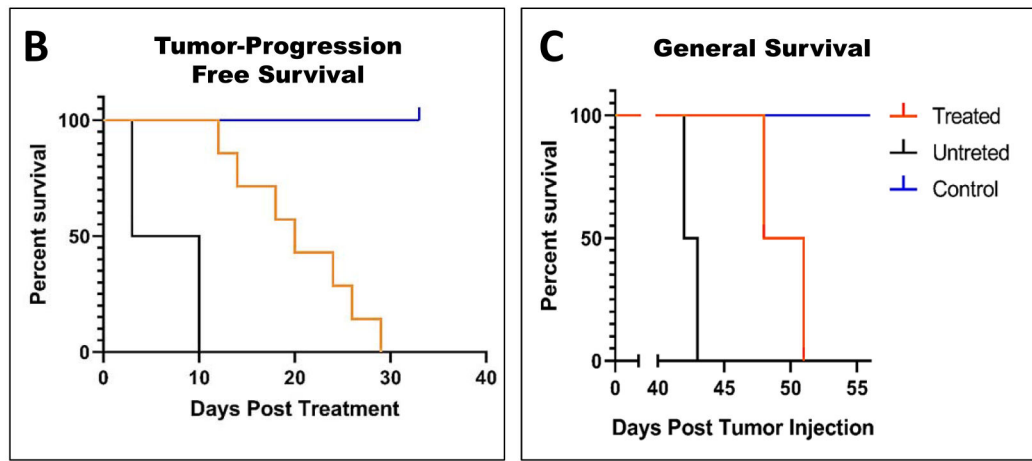 B
Tumor-Progression
Free Survival
Percent survival
100
50
0
0 10 20 30 40
Days Post Treatment
C
General Survival
Percent survival
100
50
0
0 40 45 50 55
Days Post Tumor Injection
Treated
Untreted
Control